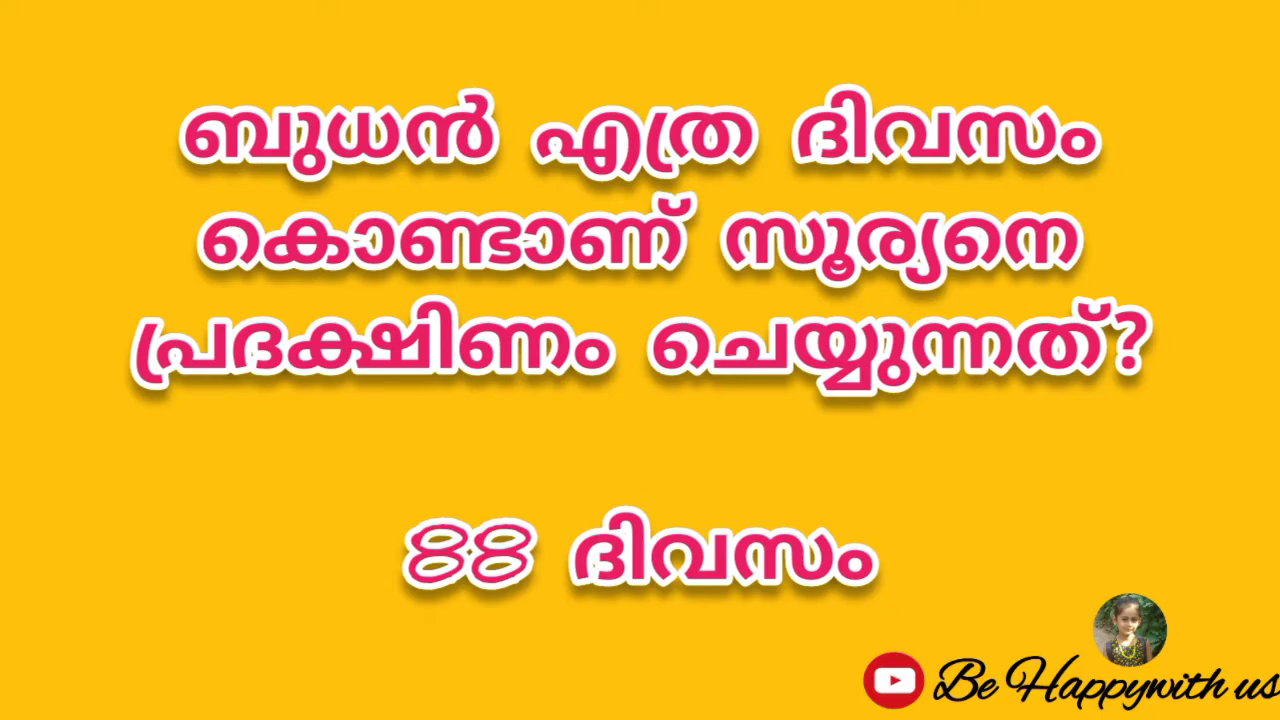 ബുധൻ എത്ര ദിവസം
കൊണ്ടാണ് സൂര്യനെ
പ്രദക്ഷിണം ചെയ്യുന്നത്?
88 ദിവസം
Be Happywith us